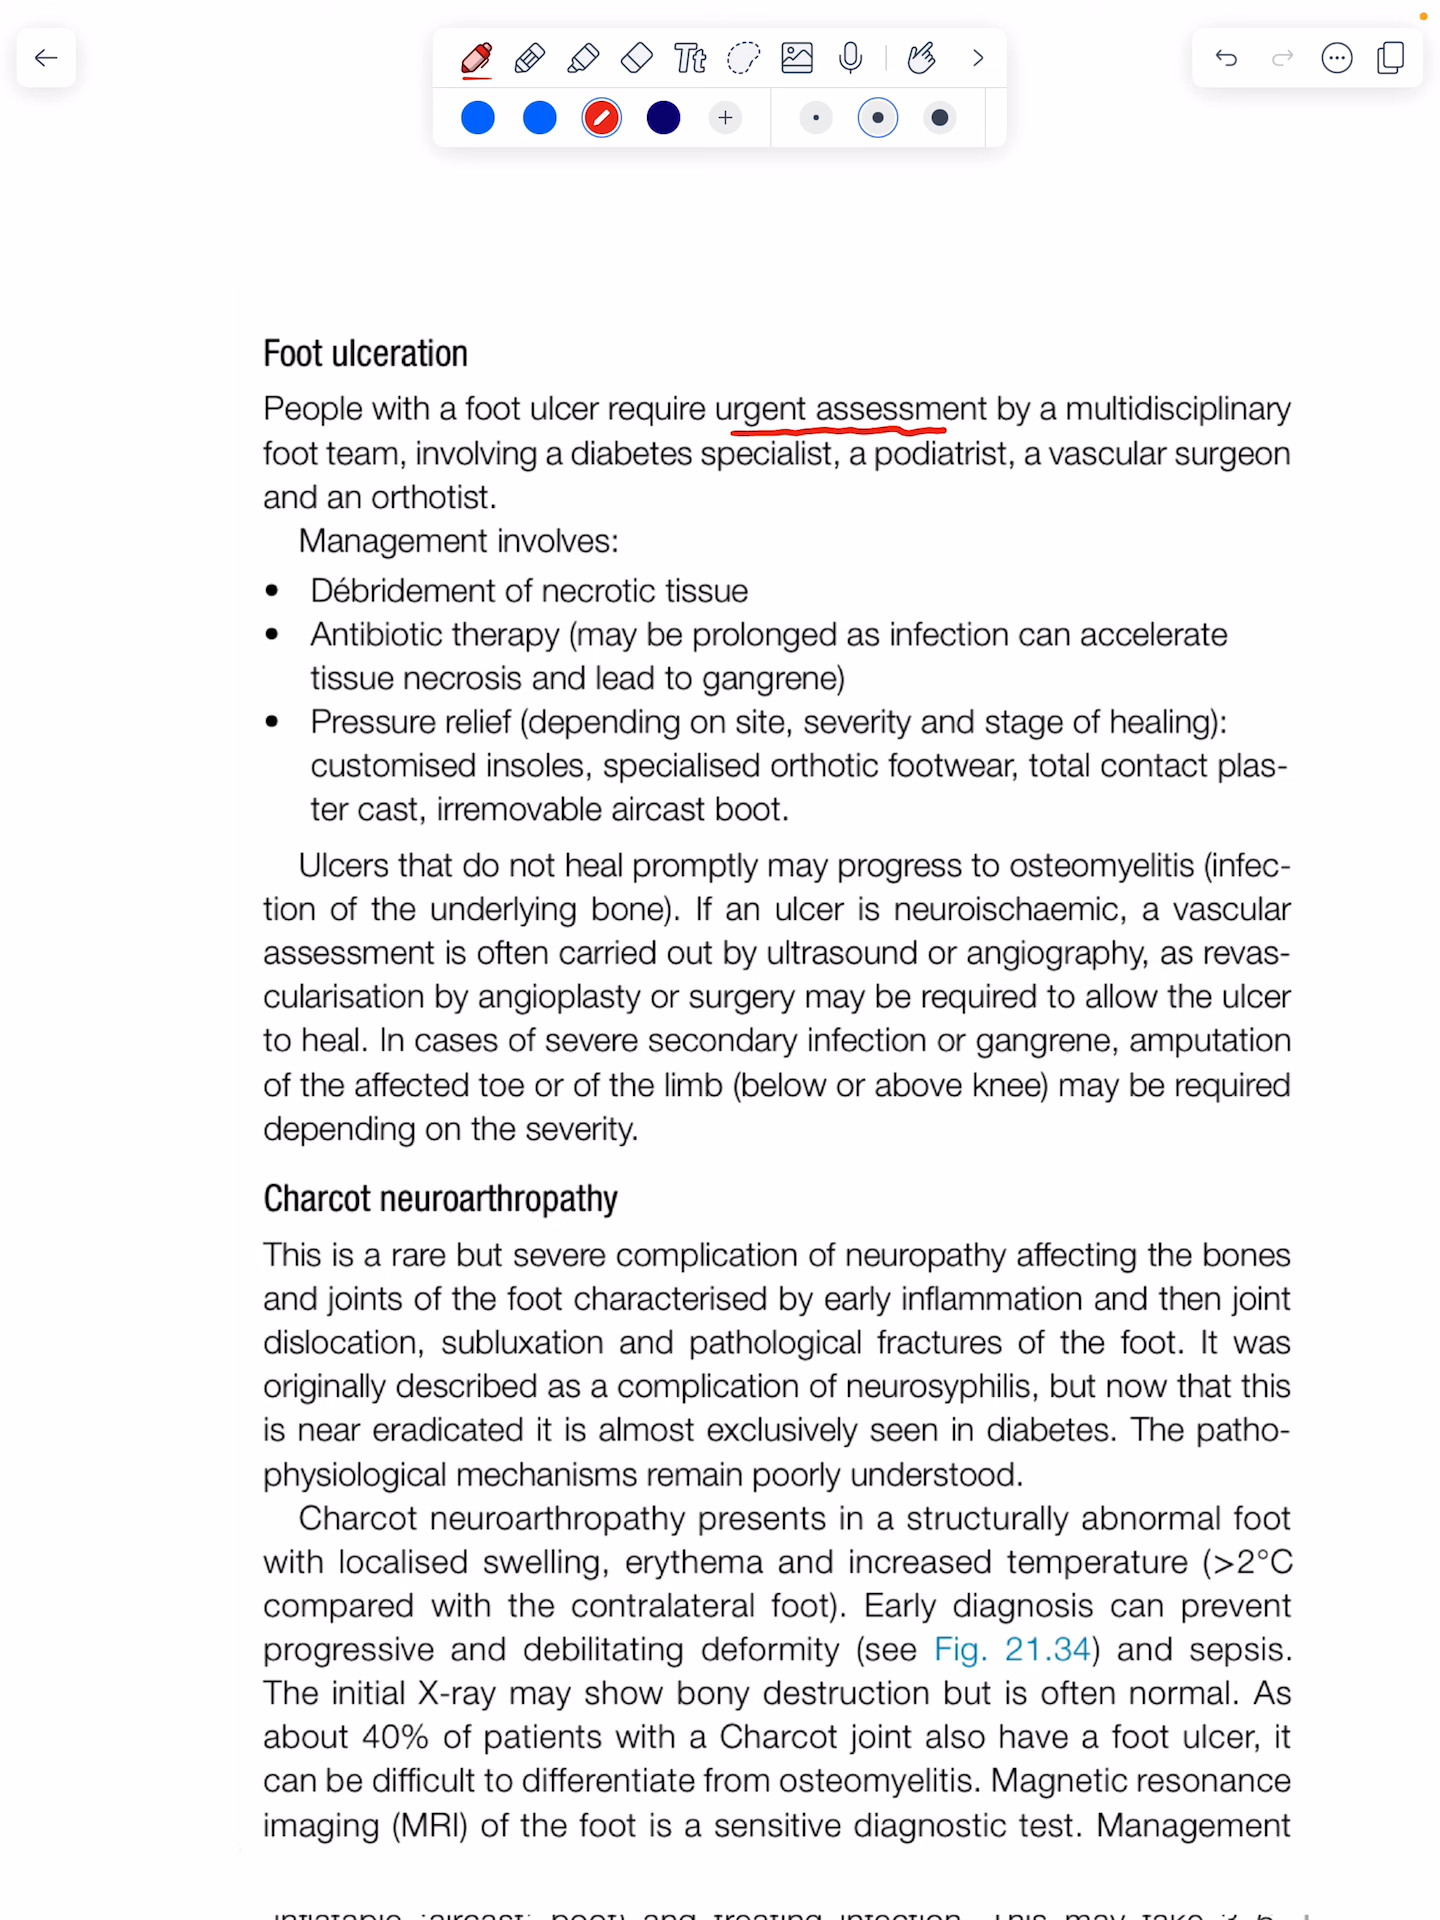 Tt
Foot ulceration
People with a foot ulcer require urgent assessment by a multidisciplinary
foot team, involving a diabetes specialist, a podiatrist, a vascular surgeon
and an orthotist.
Management involves:
• Débridement of necrotic tissue
• Antibiotic therapy (may be prolonged as infection can accelerate
tissue necrosis and lead to gangrene)
• Pressure relief (depending on site, severity and stage of healing):
customised insoles, specialised orthotic footwear, total contact plas-
ter cast, irremovable aircast boot.
Ulcers that do not heal promptly may progress to osteomyelitis (infec-
tion of the underlying bone). If an ulcer is neuroischaemic, a vascular
assessment is often carried out by ultrasound or angiography, as revas-
cularisation by angioplasty or surgery may be required to allow the ulcer
to heal. In cases of severe secondary infection or gangrene, amputation
of the affected toe or of the limb (below or above knee) may be required
depending on the severity.
Charcot neuroarthropathy
This is a rare but severe complication of neuropathy affecting the bones
and joints of the foot characterised by early inflammation and then joint
dislocation, subluxation and pathological fractures of the foot. It was
originally described as a complication of neurosyphilis, but now that this
is near eradicated it is almost exclusively seen in diabetes. The patho-
physiological mechanisms remain poorly understood.
Charcot neuroarthropathy presents in a structurally abnormal foot
with localised swelling, erythema and increased temperature (>2°C
compared with the contralateral foot). Early diagnosis can prevent
progressive and debilitating deformity (see Fig. 21.34) and sepsis.
The initial X-ray may show bony destruction but is often normal. As
about 40% of patients with a Charcot joint also have a foot ulcer, it
can be difficult to differentiate from osteomyelitis. Magnetic resonance
imaging (MRI) of the foot is a sensitive diagnostic test. Management
and treating infection. This may take